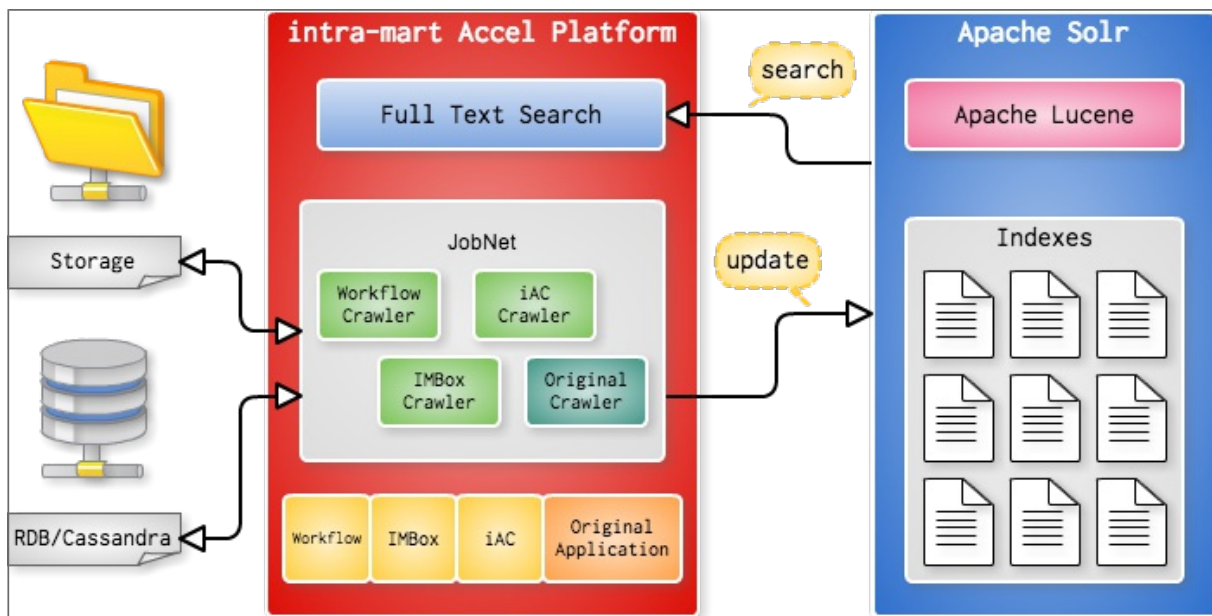 intra-mart Accel Platform
Apache Solr
search
Full Text Search
Apache Lucene
JobNet
Indexes
Storage
update
Workflow
Crawler
iAC
Crawler
IMBox
Crawler
Original
Crawler
RDB/Cassandra
Workflow
IMBox
iAC
Original
Application